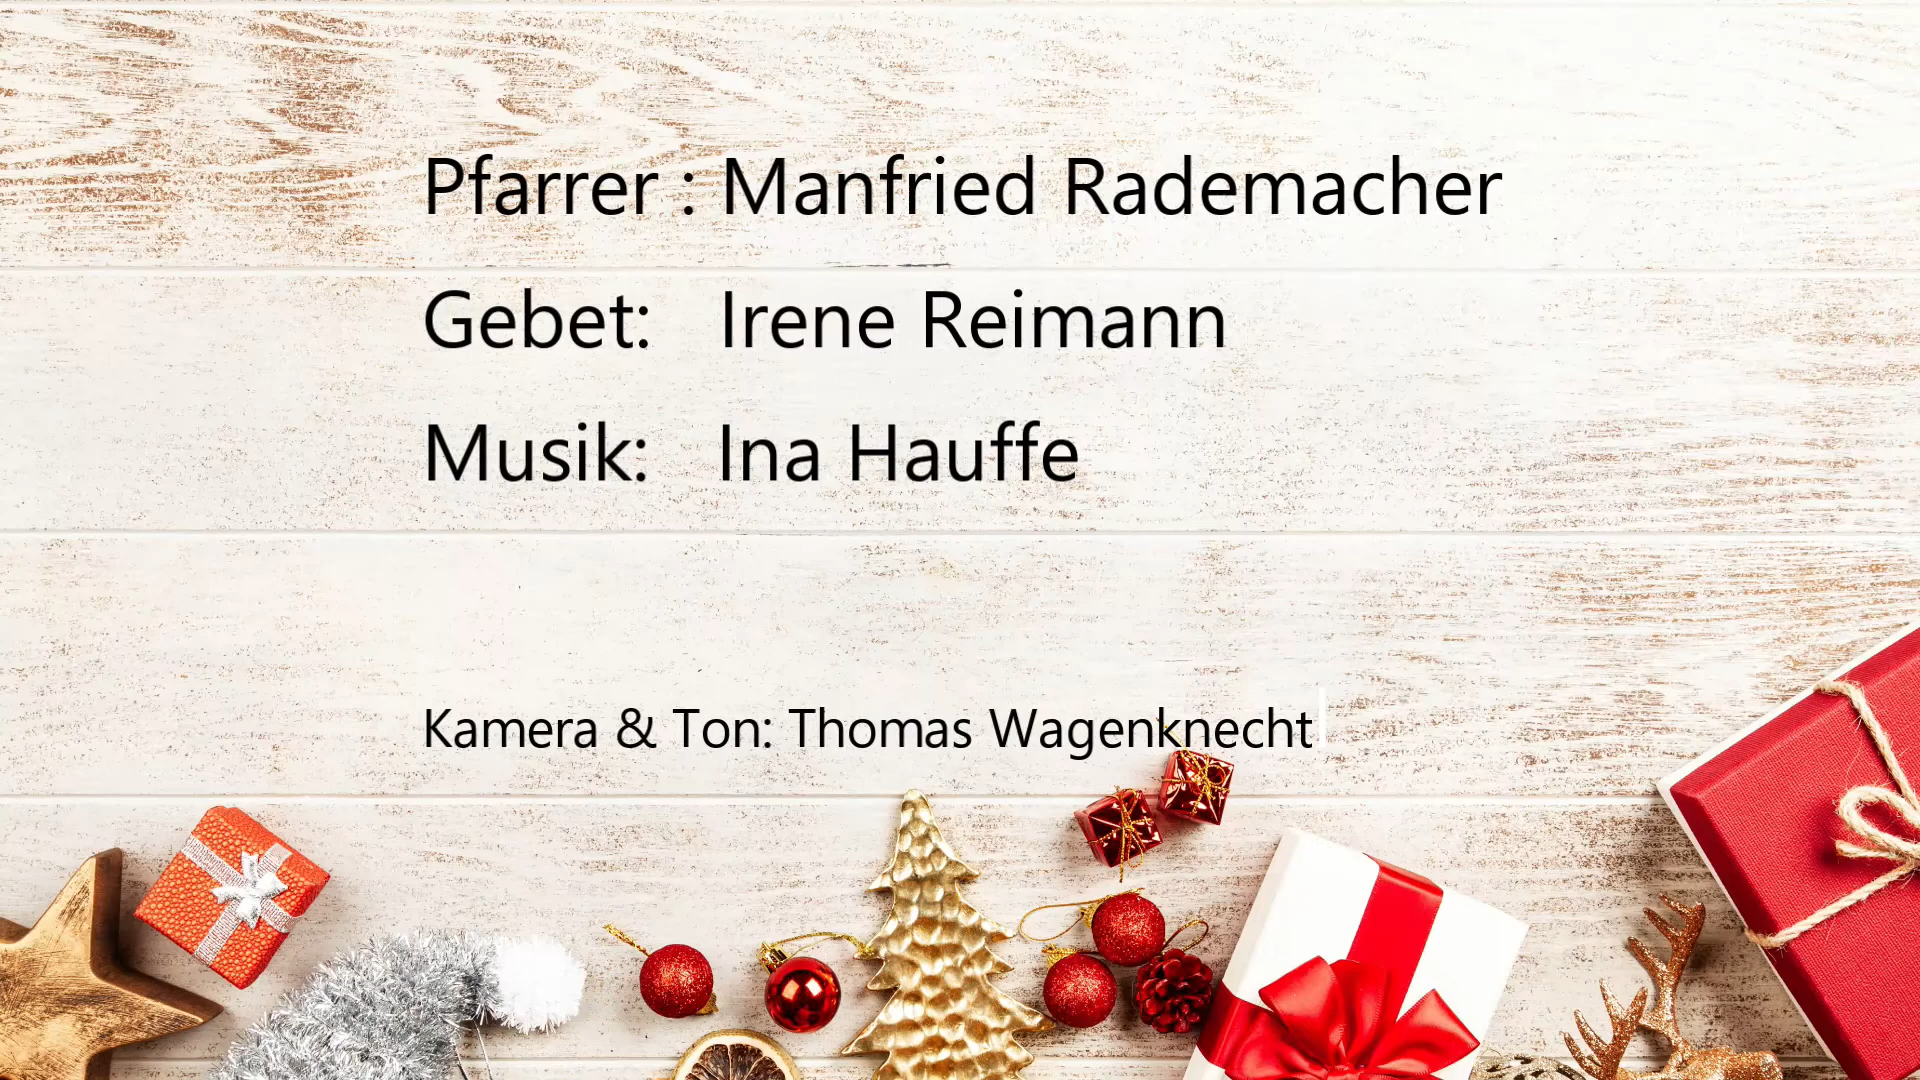 Pfarrer : Manfried Rademacher
Gebet: Irene Reimann
Musik: Ina Hauffe
Kamera & Ton: Thomas Wagenknecht